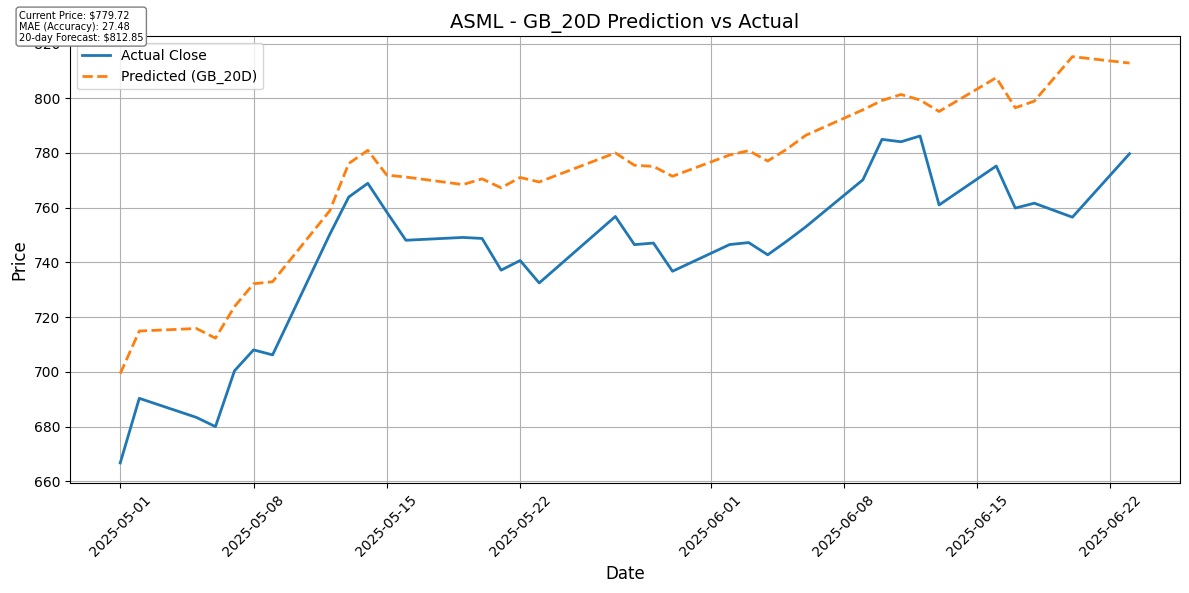 Current Price: $779.72
MAE (Accuracy): 27.48
20-day Forecast: $812.85
ASML - GB_20D Prediction vs Actual
Actual Close
Predicted (GB_20D)
Price
820
800
780
760
740
720
700
680
660
2025-05-01
2025-05-08
2025-05-15
2025-05-22
2025-06-01
2025-06-08
2025-06-15
2025-06-22
Date